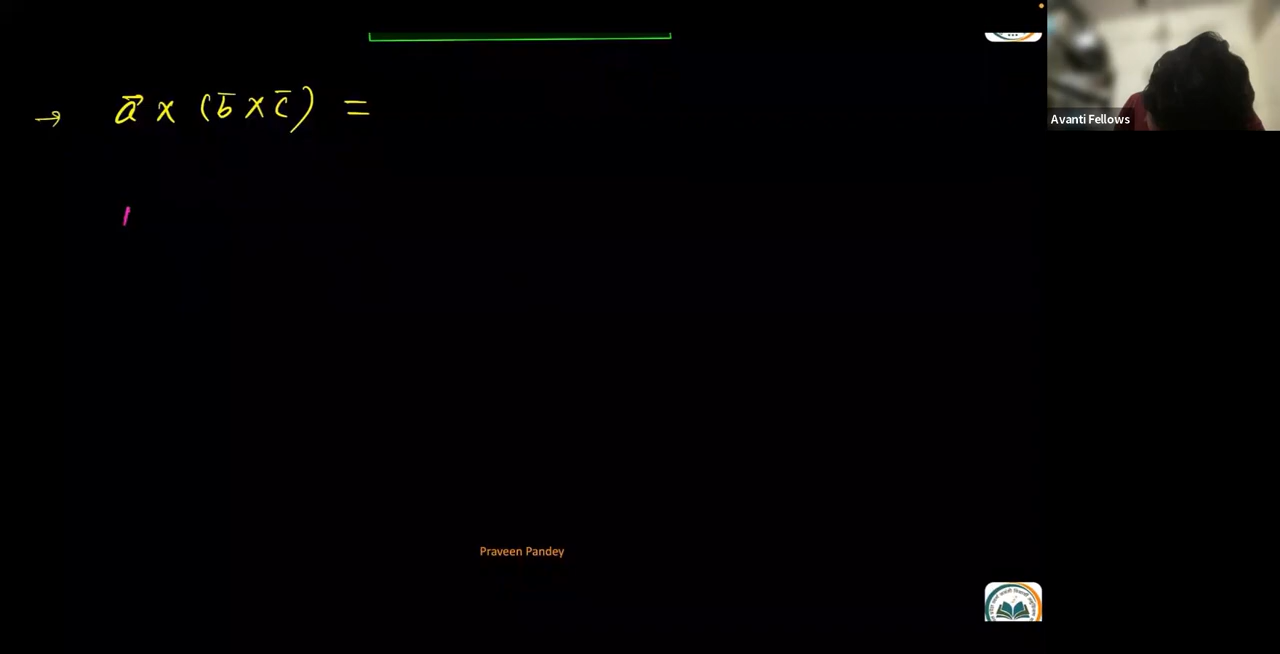 → a⃗ × (b̄ × c̄) =
Avanti Fellows
Praveen Pandey